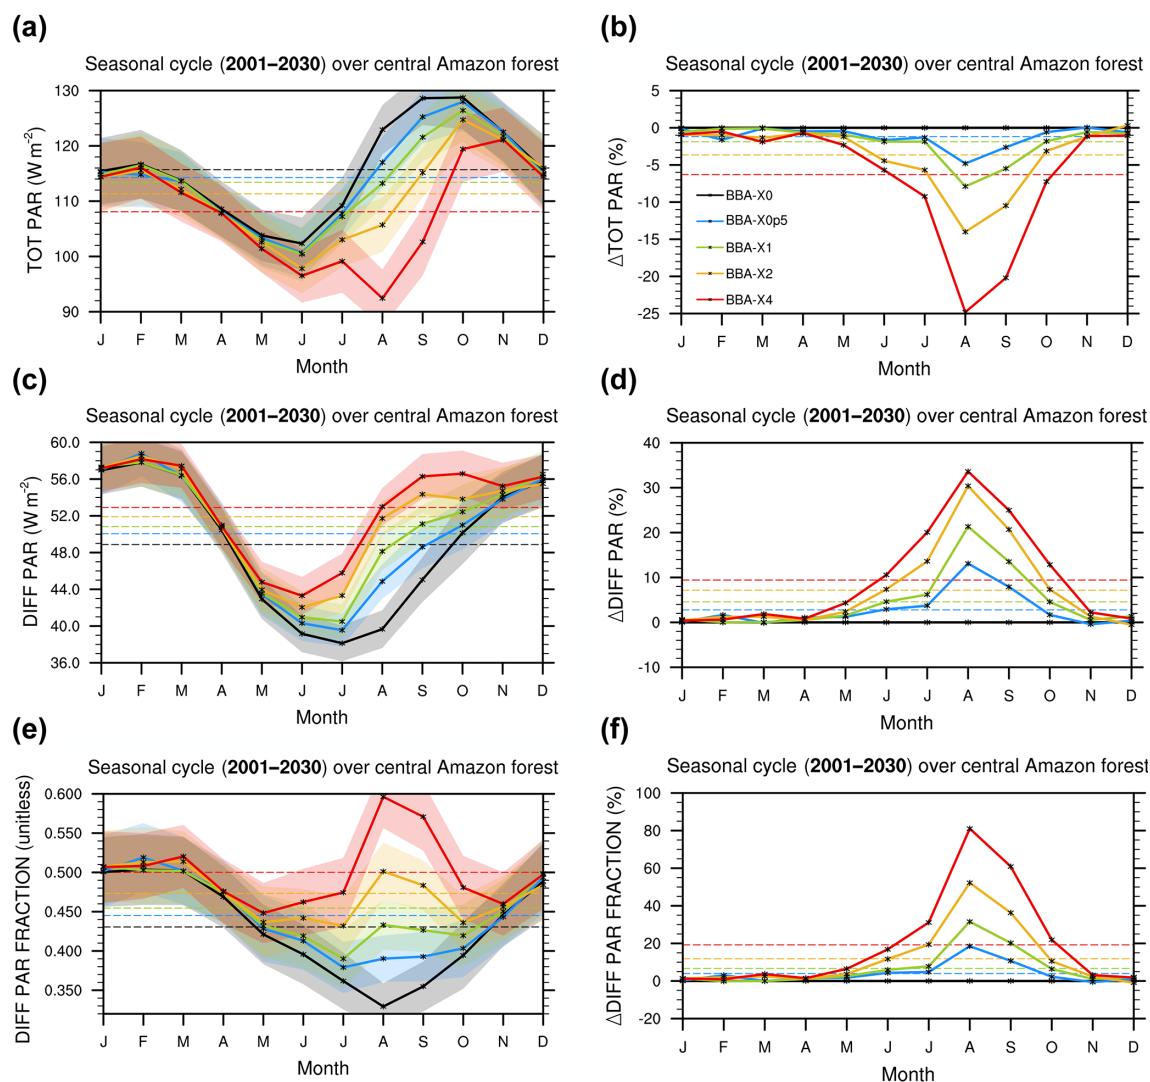 (a)
Seasonal cycle (2001–2030) over central Amazon forest
TOT PAR (W m⁻²)
130
120
110
100
90
J F M A M J J A S O N D
Month
(b)
Seasonal cycle (2001–2030) over central Amazon forest
ΔTOT PAR (%)
5
0
-5
-10
-15
-20
-25
BBA-X0
BBA-X0p5
BBA-X1
BBA-X2
BBA-X4
J F M A M J J A S O N D
Month
(c)
Seasonal cycle (2001–2030) over central Amazon forest
DIFF PAR (W m⁻²)
60.0
56.0
52.0
48.0
44.0
40.0
36.0
J F M A M J J A S O N D
Month
(d)
Seasonal cycle (2001–2030) over central Amazon forest
ΔDIFF PAR (%)
40
30
20
10
0
-10
J F M A M J J A S O N D
Month
(e)
Seasonal cycle (2001–2030) over central Amazon forest
DIFF PAR FRACTION (unitless)
0.600
0.550
0.500
0.450
0.400
0.350
J F M A M J J A S O N D
Month
(f)
Seasonal cycle (2001–2030) over central Amazon forest
ΔDIFF PAR FRACTION (%)
100
80
60
40
20
0
-20
J F M A M J J A S O N D
Month